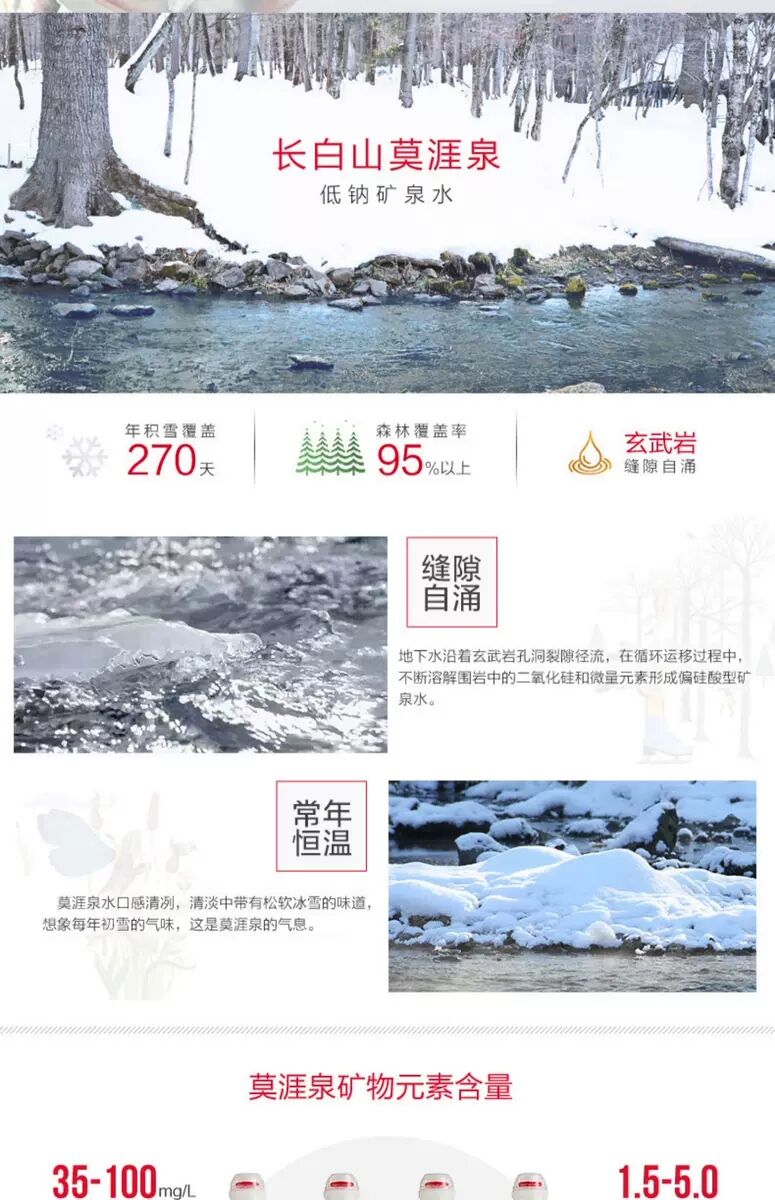 长白山莫涯泉
低钠矿泉水
年积雪覆盖
270天
森林覆盖率
95%以上
玄武岩
缝隙自涌
缝隙
自涌
地下水沿着玄武岩孔洞裂隙径流，在循环运移过程中，
不断溶解围岩中的二氧化硅和微量元素形成偏硅酸型矿
泉水。
常年
恒温
莫涯泉水口感清冽，清淡中带有松软冰雪的味道，
想象每年初雪的气味，这是莫涯泉的气息。
莫涯泉矿物元素含量
35-100mg/L
1.5-5.0